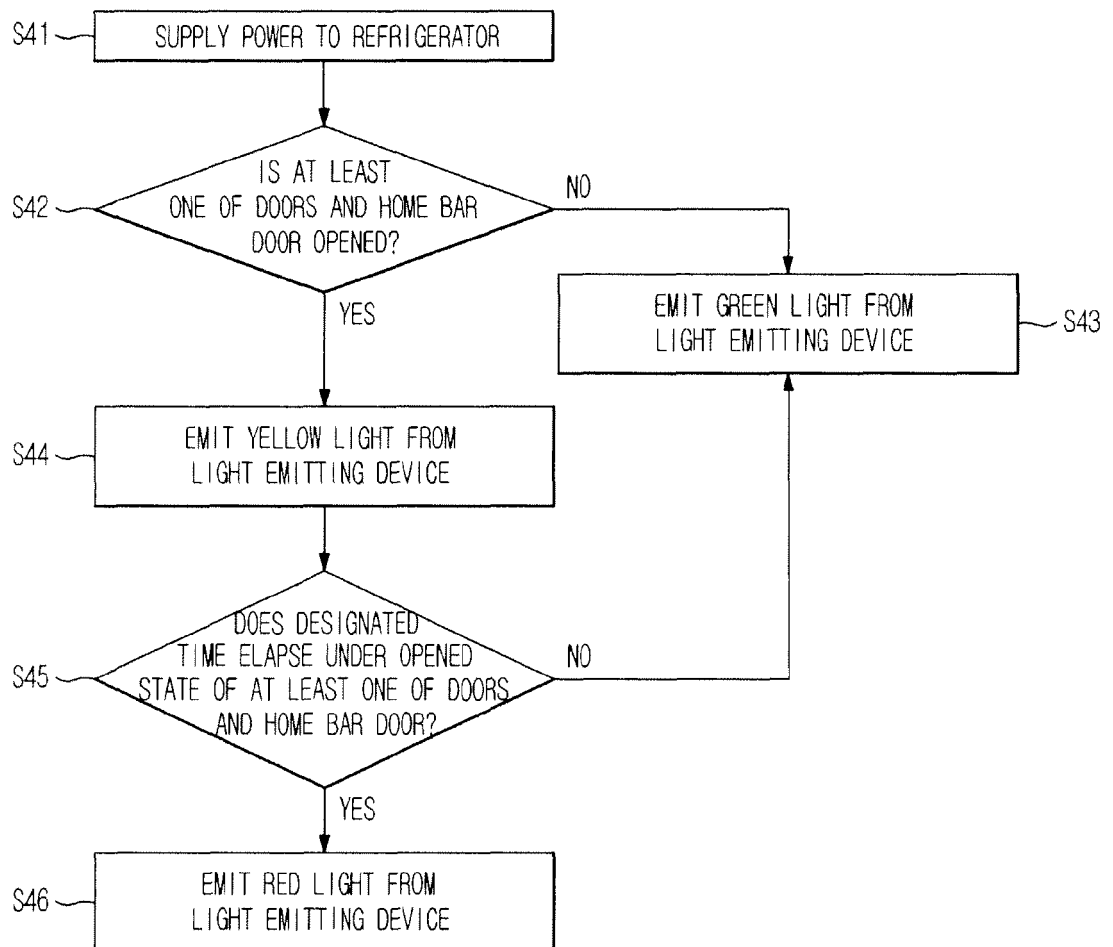 S41
SUPPLY POWER TO REFRIGERATOR
S42
IS AT LEAST
ONE OF DOORS AND HOME BAR
DOOR OPENED?
NO
YES
EMIT GREEN LIGHT FROM
LIGHT EMITTING DEVICE
S43
S44
EMIT YELLOW LIGHT FROM
LIGHT EMITTING DEVICE
S45
DOES DESIGNATED
TIME ELAPSE UNDER OPENED
STATE OF AT LEAST ONE OF DOORS
AND HOME BAR DOOR?
NO
YES
S46
EMIT RED LIGHT FROM
LIGHT EMITTING DEVICE